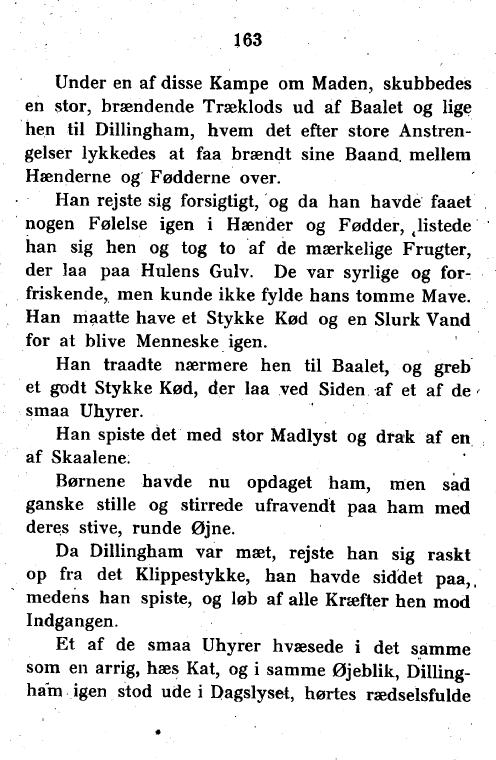 163
Under en af disse Kampe om Maden, skubbedes
en stor, brændende Træklods ud af Baalet og lige
hen til Dillingham, hvem det efter store Anstren-
gelser lykkedes at faa brændt sine Baand mellem
Hænderne og Fødderne over.
Han rejste sig forsigtigt, og da han havde faaet
nogen Følelse igen i Hænder og Fødder, listede
han sig hen og tog to af de mærkelige Frugter,
der laa paa Hulens Gulv. De var syrlige og for-
friskende, men kunde ikke fylde hans tomme Mave.
Han maatte have et Stykke Kød og en Slurk Vand
for at blive Menneske igen.
Han traadte nærmere hen til Baalet, og greb
et godt Stykke Kød, der laa ved Siden af et af de
smaa Uhyrer.
Han spiste det med stor Madlyst og drak af en
af Skaalene.
Børnene havde nu opdaget ham, men sad
ganske stille og stirrede ufravendt paa ham med
deres stive, runde Øjne.
Da Dillingham var mæt, rejste han sig raskt
op fra det Klippestykke, han havde siddet paa,
medens han spiste, og løb af alle Kræfter hen mod
Indgangen.
Et af de smaa Uhyrer hvæsede i det samme
som en arrig, hæs Kat, og i samme Øjeblik, Dilling-
ham igen stod ude i Dagslyset, hørtes rædselsfulde